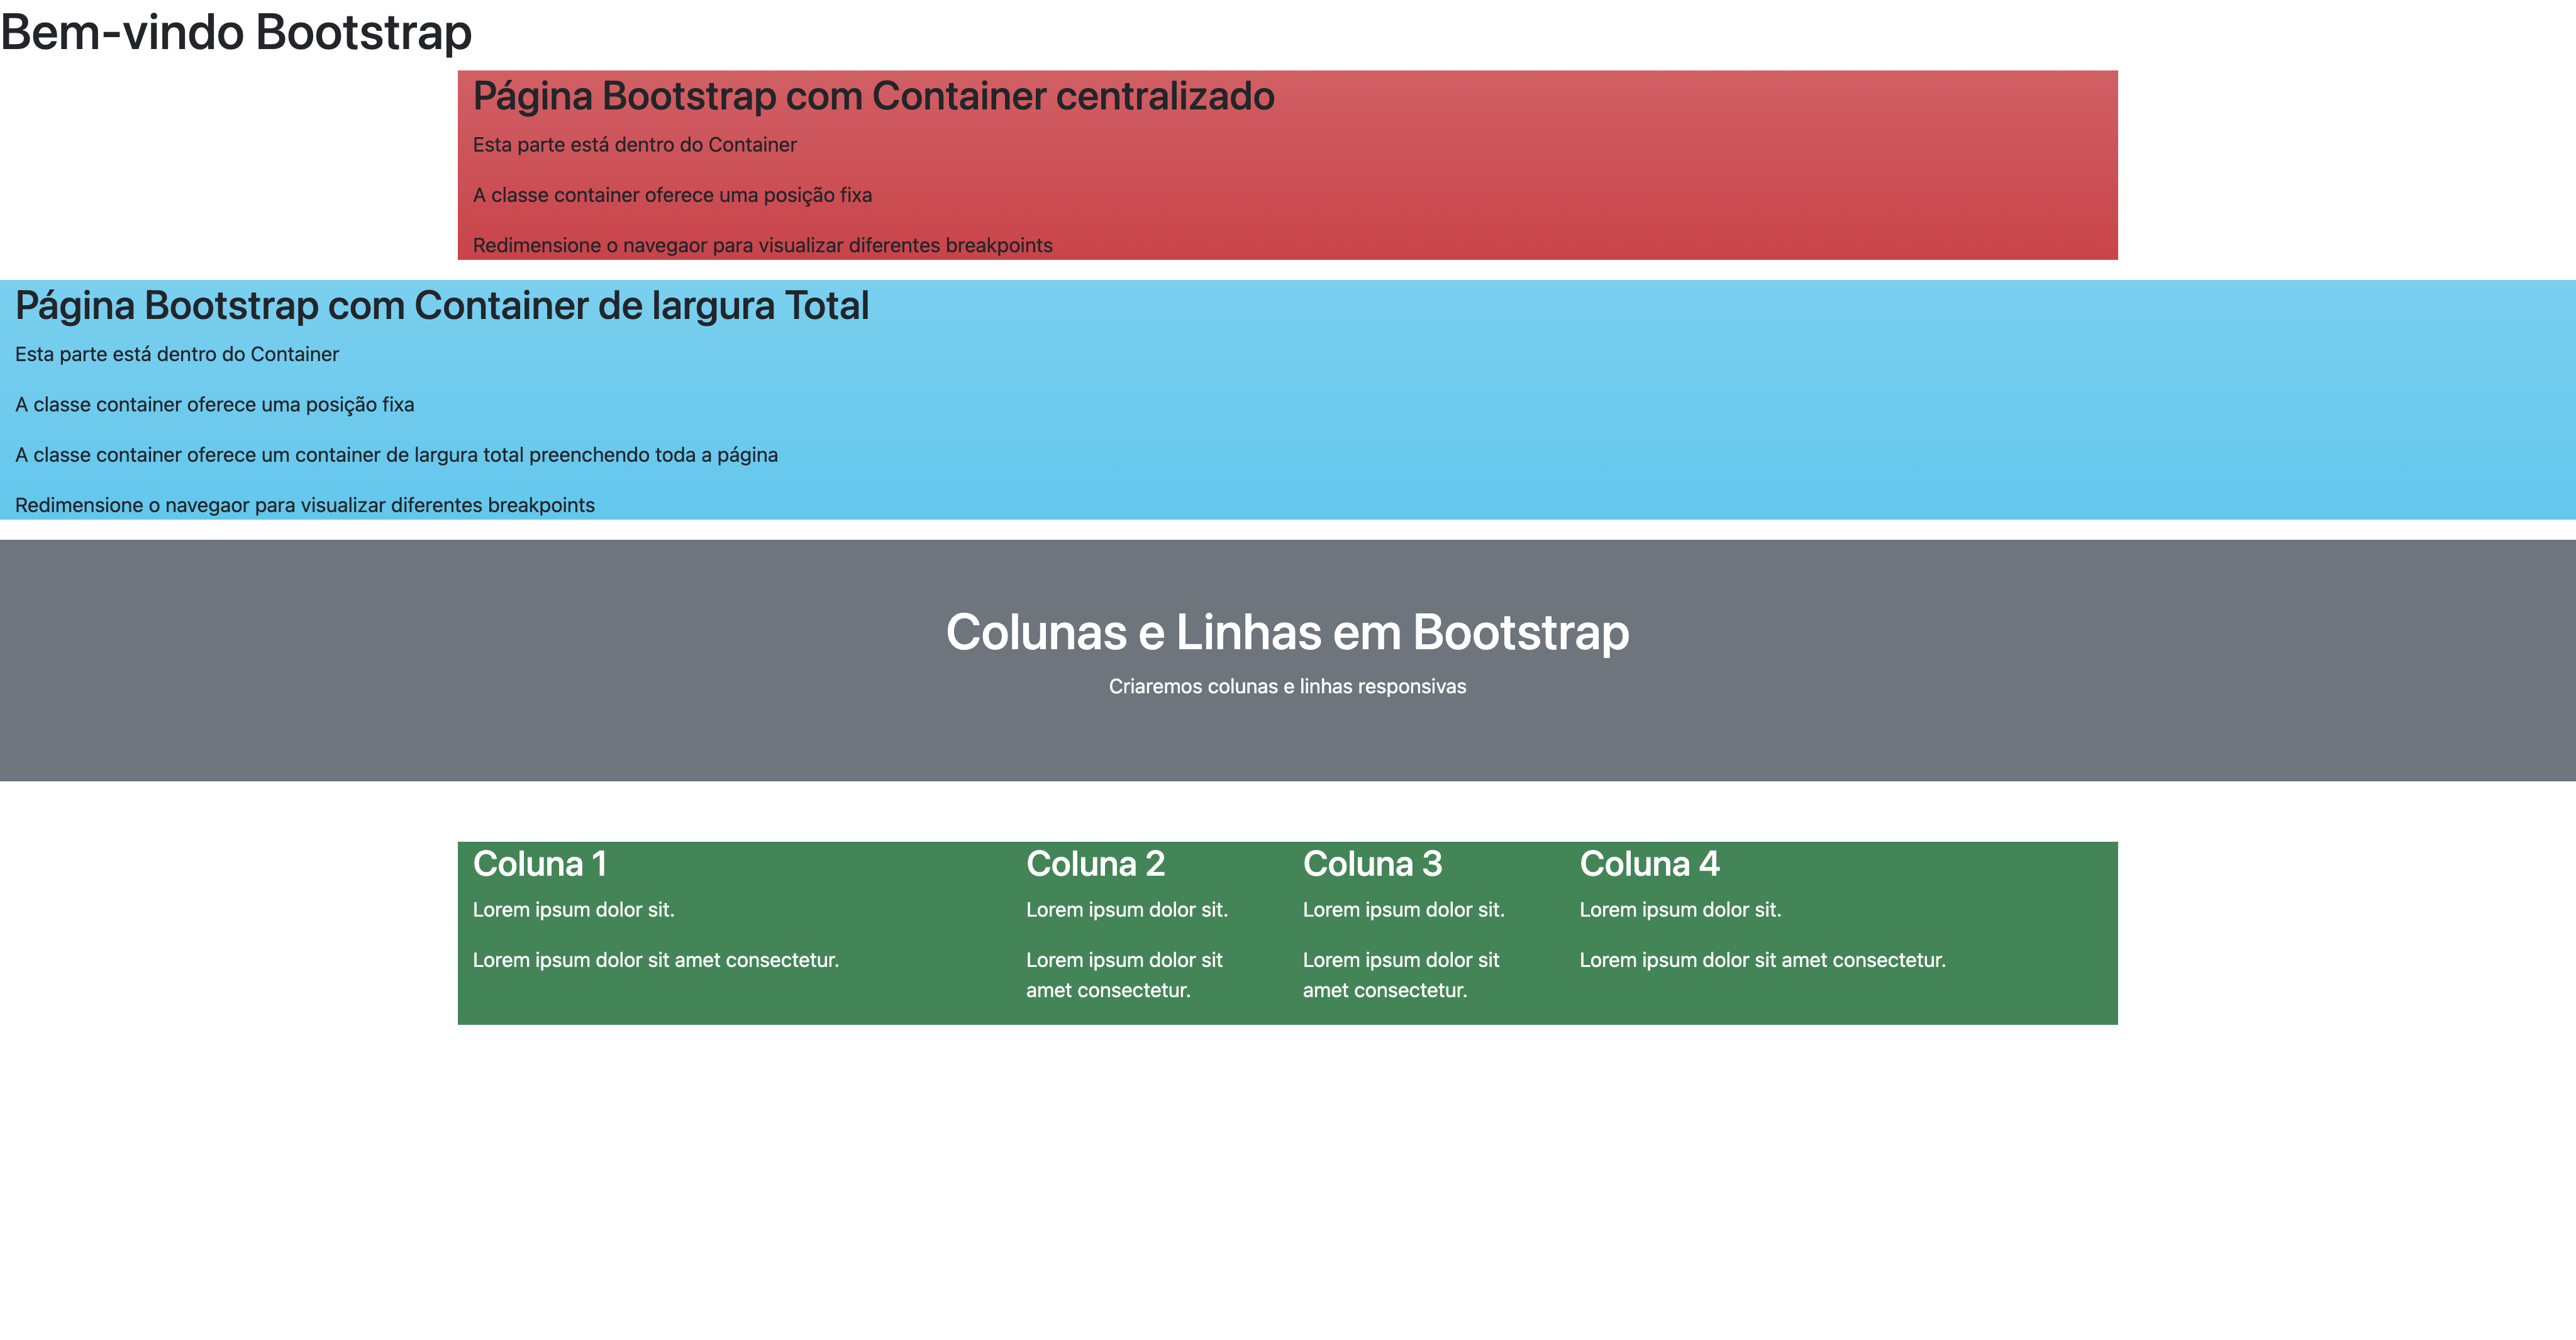 Bem-vindo Bootstrap
Página Bootstrap com Container centralizado
Esta parte está dentro do Container
A classe container oferece uma posição fixa
Redimensione o navegaor para visualizar diferentes breakpoints
Página Bootstrap com Container de largura Total
Esta parte está dentro do Container
A classe container oferece uma posição fixa
A classe container oferece um container de largura total preenchendo toda a página
Redimensione o navegaor para visualizar diferentes breakpoints
Colunas e Linhas em Bootstrap
Criaremos colunas e linhas responsivas
Coluna 1
Lorem ipsum dolor sit.
Lorem ipsum dolor sit amet consectetur.
Coluna 2
Lorem ipsum dolor sit.
Lorem ipsum dolor sit
amet consectetur.
Coluna 3
Lorem ipsum dolor sit.
Lorem ipsum dolor sit
amet consectetur.
Coluna 4
Lorem ipsum dolor sit.
Lorem ipsum dolor sit amet consectetur.